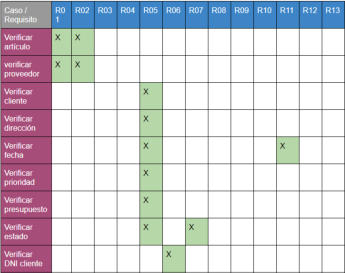 Caso / Requisito R01 R02 R03 R04 R05 R06 R07 R08 R09 R10 R11 R12 R13
Verificar artículo X X
verificar proveedor X X
Verificar cliente X
Verificar dirección X
Verificar fecha X X
Verificar prioridad X
Verificar presupuesto X
Verificar estado X X
Verificar DNI cliente X